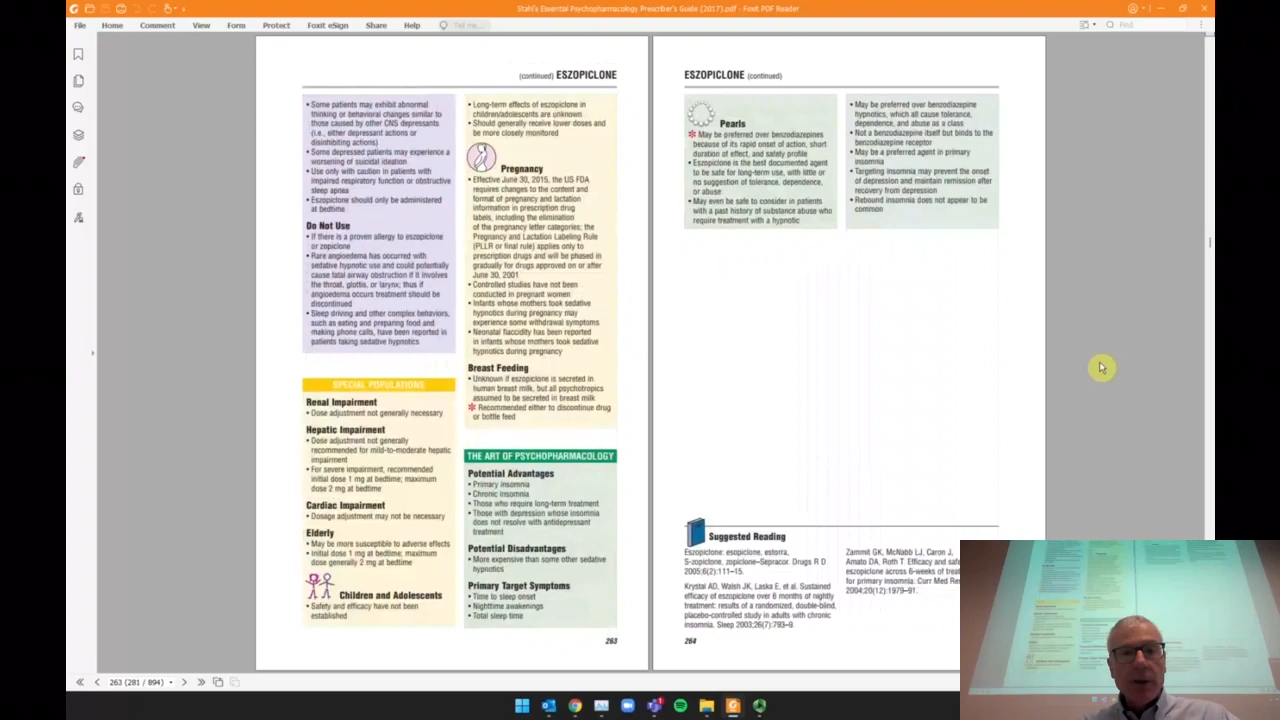 Stahl's Essential Psychopharmacology Prescriber's Guide (2017).pdf - Foxit PDF Reader
File Home Comment View Form Protect Foxit eSign Share Help Tell me... Find
(continued) ESZOPICLONE
• Some patients may exhibit abnormal
thinking or behavioral changes similar to
those caused by other CNS depressants
(i.e., either depressant actions or
disinhibiting actions)
• Some depressed patients may experience a
worsening of suicidal ideation
• Use only with caution in patients with
impaired respiratory function or obstructive
sleep apnea
• Eszopiclone should only be administered
at bedtime
Do Not Use
• If there is a proven allergy to eszopiclone
or zopiclone
• Rare angioedema has occurred with
sedative hypnotic use and could potentially
cause fatal airway obstruction if it involves
the throat, glottis, or larynx; thus if
angioedema occurs treatment should be
discontinued
• Sleep driving and other complex behaviors,
such as eating and preparing food and
making phone calls, have been reported in
patients taking sedative hypnotics
SPECIAL POPULATIONS
Renal Impairment
• Dose adjustment not generally necessary
Hepatic Impairment
• Dose adjustment not generally
recommended for mild-to-moderate hepatic
impairment
• For severe impairment, recommended
initial dose 1 mg at bedtime; maximum
dose 2 mg at bedtime
Cardiac Impairment
• Dosage adjustment may not be necessary
Elderly
• May be more susceptible to adverse effects
• Initial dose 1 mg at bedtime; maximum
dose generally 2 mg at bedtime
Children and Adolescents
• Safety and efficacy have not been
established
• Long-term effects of eszopiclone in
children/adolescents are unknown
• Should generally receive lower doses and
be more closely monitored
Pregnancy
• Effective June 30, 2015, the US FDA
requires changes to the content and
format of pregnancy and lactation
information in prescription drug
labels, including the elimination
of the pregnancy letter categories; the
Pregnancy and Lactation Labeling Rule
(PLLR or final rule) applies only to
prescription drugs and will be phased in
gradually for drugs approved on or after
June 30, 2001
• Controlled studies have not been
conducted in pregnant women
• Infants whose mothers took sedative
hypnotics during pregnancy may
experience some withdrawal symptoms
• Neonatal flaccidity has been reported
in infants whose mothers took sedative
hypnotics during pregnancy
Breast Feeding
• Unknown if eszopiclone is secreted in
human breast milk, but all psychotropics
assumed to be secreted in breast milk
✻ Recommended either to discontinue drug
or bottle feed
THE ART OF PSYCHOPHARMACOLOGY
Potential Advantages
• Primary insomnia
• Chronic insomnia
• Those who require long-term treatment
• Those with depression whose insomnia
does not resolve with antidepressant
treatment
Potential Disadvantages
• More expensive than some other sedative
hypnotics
Primary Target Symptoms
• Time to sleep onset
• Nighttime awakenings
• Total sleep time
263
ESZOPICLONE (continued)
Pearls
✻ May be preferred over benzodiazepines
because of its rapid onset of action, short
duration of effect, and safety profile
• Eszopiclone is the best documented agent
to be safe for long-term use, with little or
no suggestion of tolerance, dependence,
or abuse
• May even be safe to consider in patients
with a past history of substance abuse who
require treatment with a hypnotic
• May be preferred over benzodiazepine
hypnotics, which all cause tolerance,
dependence, and abuse as a class
• Not a benzodiazepine itself but binds to the
benzodiazepine receptor
• May be a preferred agent in primary
insomnia
• Targeting insomnia may prevent the onset
of depression and maintain remission after
recovery from depression
• Rebound insomnia does not appear to be
common
Suggested Reading
Eszopiclone: esopiclone, estorra,
S-zopiclone, zopiclone–Sepracor. Drugs R D
2005;6(2):111–15.
Krystal AD, Walsh JK, Laska E, et al. Sustained
efficacy of eszopiclone over 6 months of nightly
treatment: results of a randomized, double-blind,
placebo-controlled study in adults with chronic
insomnia. Sleep 2003;26(7):793–9.
Zammit GK, McNabb LJ, Caron J,
Amato DA, Roth T. Efficacy and safe
eszopiclone across 6-weeks of treat
for primary insomnia. Curr Med Res
2004;20(12):1979–91.
264
263 (281 / 894)